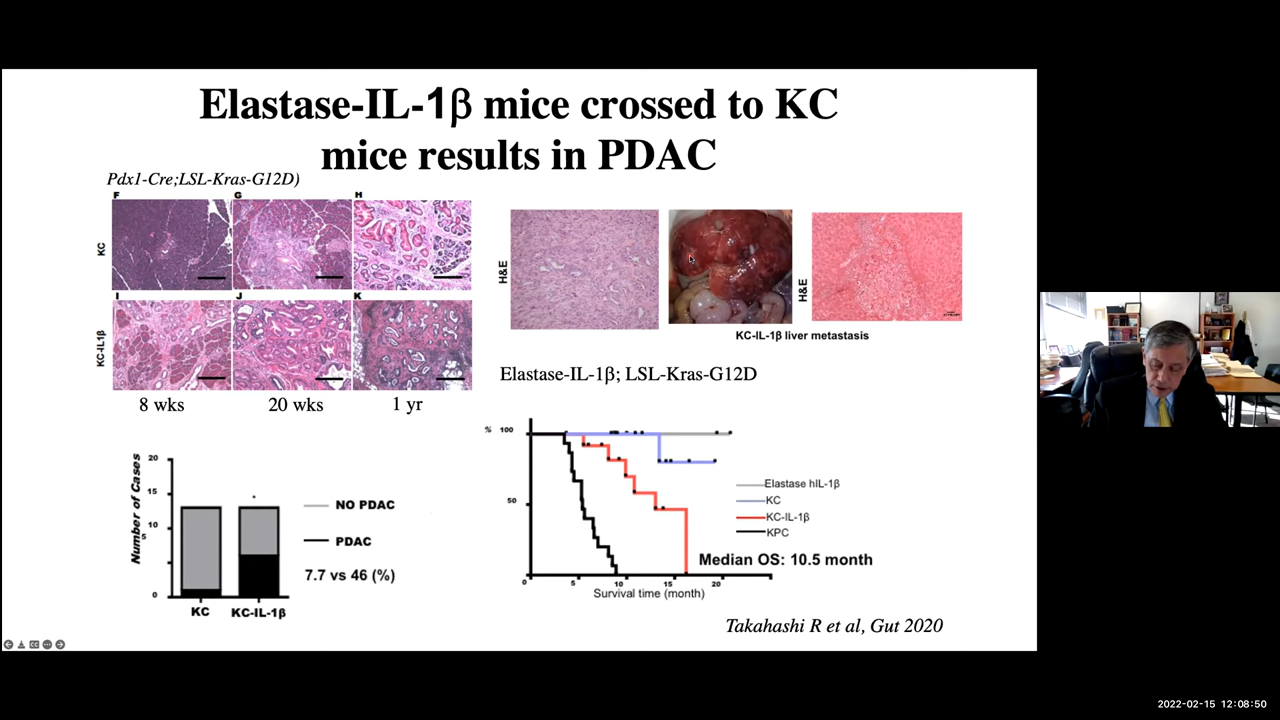 Elastase-IL-1β mice crossed to KC
mice results in PDAC
Pdx1-Cre;LSL-Kras-G12D)
F G H
KC
I J K
KC-IL1β
8 wks 20 wks 1 yr
H&E
H&E
KC-IL-1β liver metastasis
Elastase-IL-1β; LSL-Kras-G12D
Number of Cases
20
15
10
5
0
*
KC KC-IL-1β
NO PDAC
PDAC
7.7 vs 46 (%)
% 100
50
0 5 10 15 20
Survival time (month)
Elastase hIL-1β
KC
KC-IL-1β
KPC
Median OS: 10.5 month
Takahashi R et al, Gut 2020
2022-02-15 12:08:50